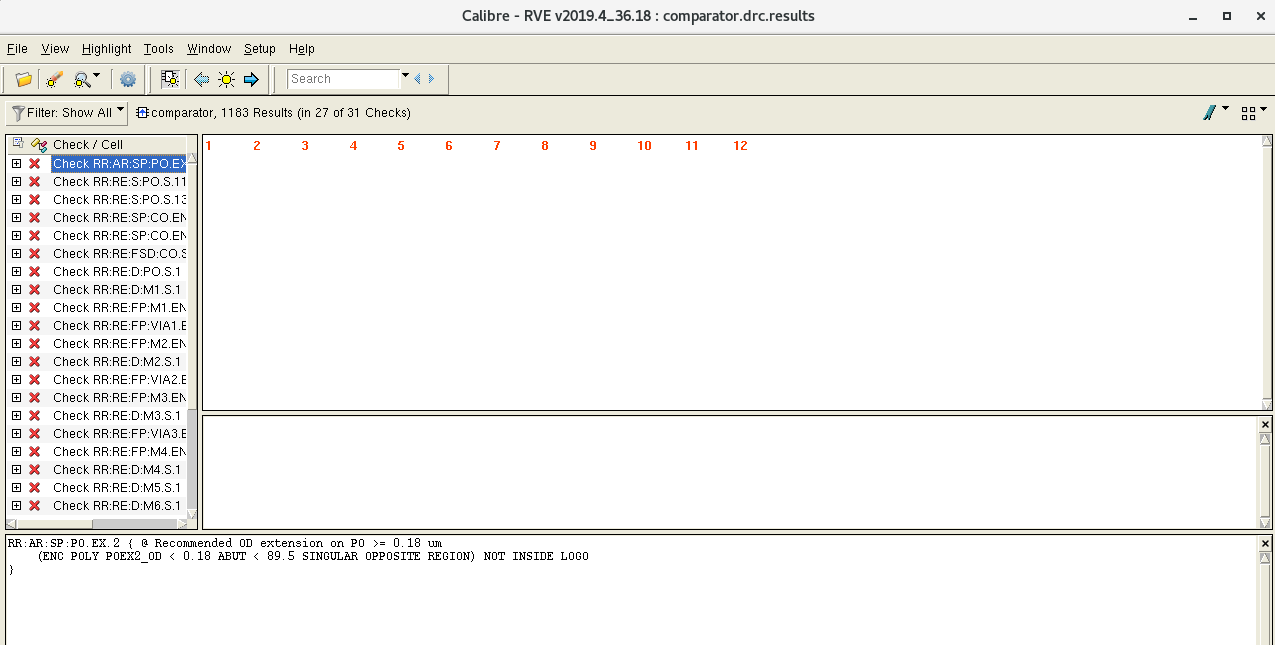 Calibre - RVE v2019.4_36.18 : comparator.drc.results
File View Highlight Tools Window Setup Help
Search
Filter: Show All comparator, 1183 Results (in 27 of 31 Checks)
Check / Cell
Check RR:AR:SP:PO.EX
Check RR:RE:S:PO.S.11
Check RR:RE:S:PO.S.13
Check RR:RE:SP:CO.EN
Check RR:RE:SP:CO.EN
Check RR:RE:FSD:CO.S
Check RR:RE:D:PO.S.1
Check RR:RE:D:M1.S.1
Check RR:RE:FP:M1.EN
Check RR:RE:FP:VIA1.E
Check RR:RE:FP:M2.EN
Check RR:RE:D:M2.S.1
Check RR:RE:FP:VIA2.E
Check RR:RE:FP:M3.EN
Check RR:RE:D:M3.S.1
Check RR:RE:FP:VIA3.E
Check RR:RE:FP:M4.EN
Check RR:RE:D:M4.S.1
Check RR:RE:D:M5.S.1
Check RR:RE:D:M6.S.1
1 2 3 4 5 6 7 8 9 10 11 12
RR:AR:SP:PO.EX.2 { @ Recommended OD extension on PO >= 0.18 um
(ENC POLY POEX2_OD < 0.18 ABUT < 89.5 SINGULAR OPPOSITE REGION) NOT INSIDE LOGO
}